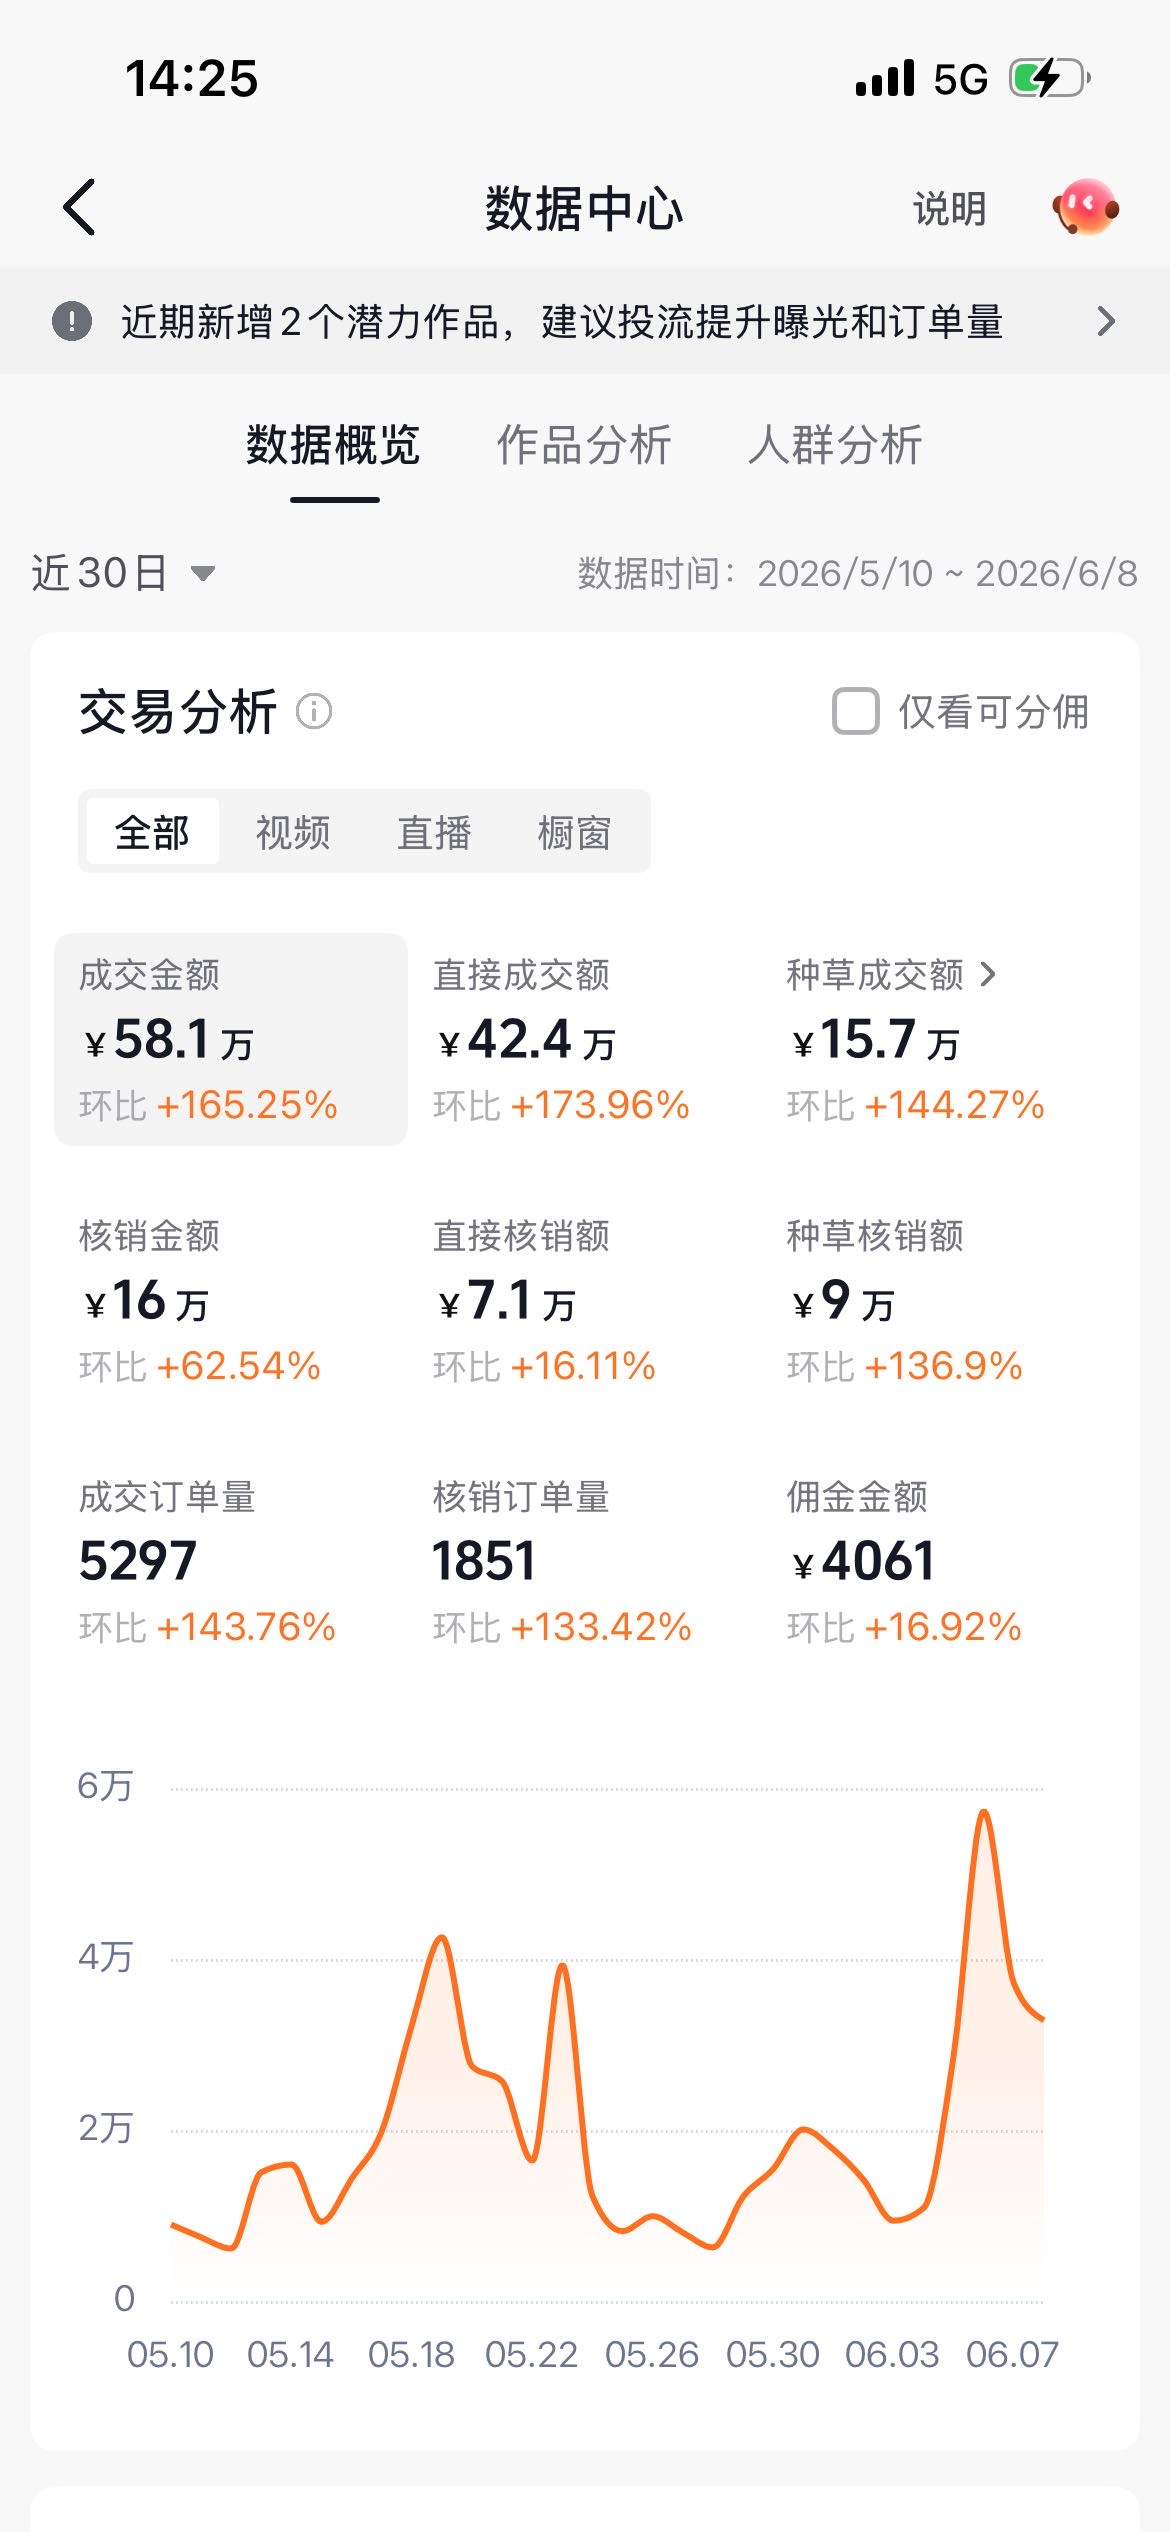 14:25
5G
数据中心
说明
近期新增2个潜力作品，建议投流提升曝光和订单量
数据概览 作品分析 人群分析
近30日
数据时间：2026/5/10 ~ 2026/6/8
交易分析
仅看可分佣
全部 视频 直播 橱窗
成交金额 直接成交额 种草成交额
¥58.1万 ¥42.4万 ¥15.7万
环比 +165.25% 环比 +173.96% 环比 +144.27%
核销金额 直接核销额 种草核销额
¥16万 ¥7.1万 ¥9万
环比 +62.54% 环比 +16.11% 环比 +136.9%
成交订单量 核销订单量 佣金金额
5297 1851 ¥4061
环比 +143.76% 环比 +133.42% 环比 +16.92%
6万
4万
2万
0
05.10 05.14 05.18 05.22 05.26 05.30 06.03 06.07